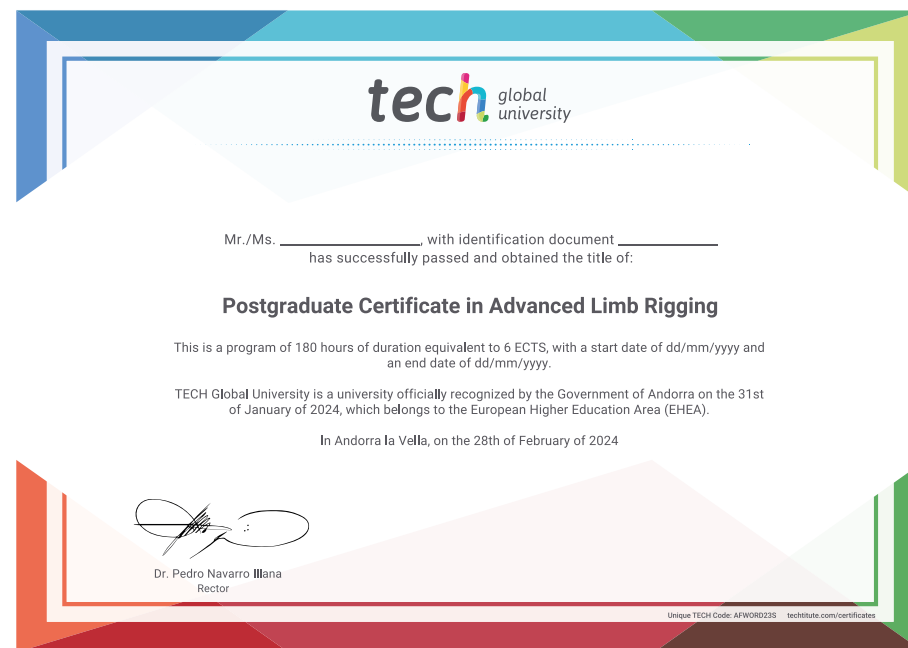 tech global
university
Mr./Ms. ____________, with identification document ____________
has successfully passed and obtained the title of:
Postgraduate Certificate in Advanced Limb Rigging
This is a program of 180 hours of duration equivalent to 6 ECTS, with a start date of dd/mm/yyyy and
an end date of dd/mm/yyyy.
TECH Global University is a university officially recognized by the Government of Andorra on the 31st
of January of 2024, which belongs to the European Higher Education Area (EHEA).
In Andorra la Vella, on the 28th of February of 2024
Dr. Pedro Navarro Illana
Rector
Unique TECH Code: AFWORD23S techtitute.com/certificates